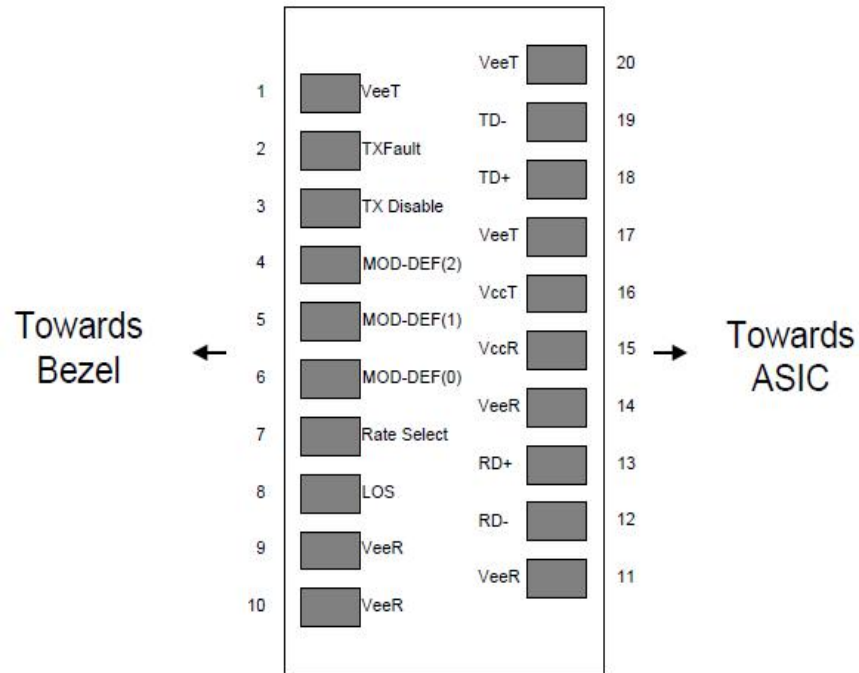 VeeT 20
1 VeeT
TD- 19
2 TXFault
TD+ 18
3 TX Disable
VeeT 17
4 MOD-DEF(2)
VccT 16
5 MOD-DEF(1)
Towards
Bezel
VccR 15
Towards
ASIC
6 MOD-DEF(0)
VeeR 14
7 Rate Select
RD+ 13
8 LOS
RD- 12
9 VeeR
VeeR 11
10 VeeR